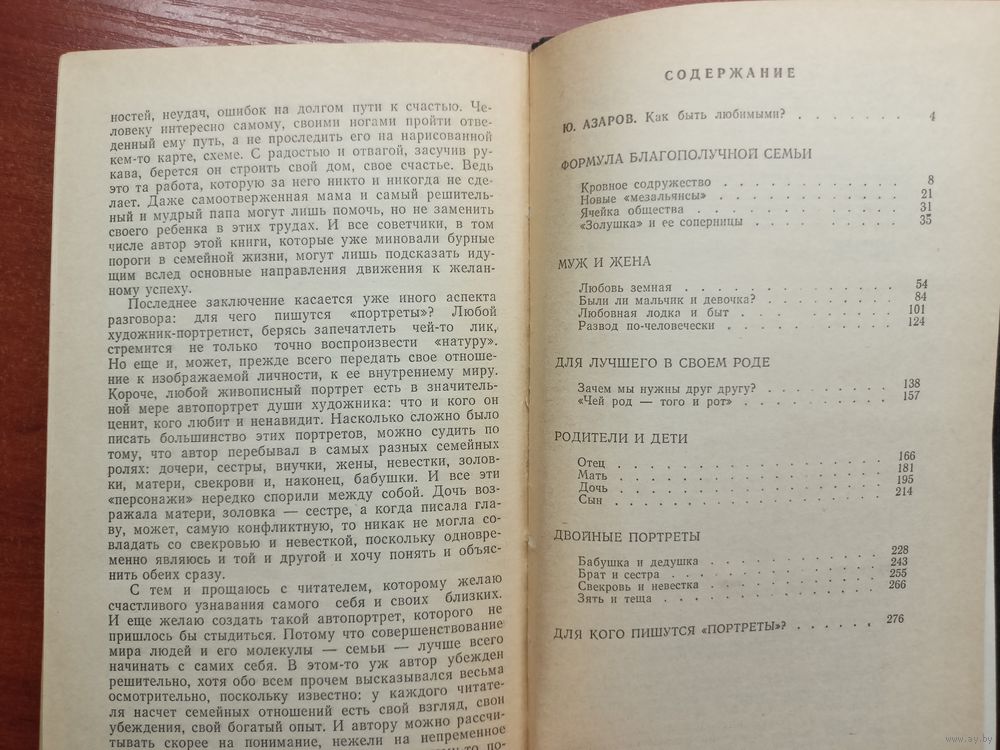 ностей, неудач, ошибок на долгом пути к счастью. Че-
ловеку интересно самому, своими ногами пройти отве-
денный ему путь, а не проследить его на нарисованной
кем-то карте, схеме. С радостью и отвагой, засучив ру-
кава, берется он строить свой дом, свое счастье. Ведь
это та работа, которую за него никто и никогда не сде-
лает. Даже самоотверженная мама и самый решитель-
ный и мудрый папа могут лишь помочь, но не заменить
своего ребенка в этих трудах. И все советчики, в том
числе автор этой книги, которые уже миновали бурные
пороги в семейной жизни, могут лишь подсказать иду-
щим вслед основные направления движения к желан-
ному успеху.
Последнее заключение касается уже иного аспекта
разговора: для чего пишутся «портреты»? Любой
художник-портретист, берясь запечатлеть чей-то лик,
стремится не только точно воспроизвести «натуру».
Но еще и, может, прежде всего передать свое отноше-
ние к изображаемой личности, к ее внутреннему миру.
Короче, любой живописный портрет есть в значитель-
ной мере автопортрет души художника: что и кого он
ценит, кого любит и ненавидит. Насколько сложно было
писать большинство этих портретов, можно судить по
тому, что автор перебывал в самых разных семейных
ролях: дочери, сестры, внучки, жены, невестки, золов-
ки, матери, свекрови и, наконец, бабушки. И все эти
«персонажи» нередко спорили между собой. Дочь воз-
ражала матери, золовка — сестре, а когда писала гла-
ву, может, самую конфликтную, то никак не могла со-
владать со свекровью и невесткой, поскольку одновре-
менно являюсь и той и другой и хочу понять и объяс-
нить обеих сразу.
С тем и прощаюсь с читателем, которому желаю
счастливого узнавания самого себя и своих близких.
И еще желаю создать такой автопортрет, которого не
пришлось бы стыдиться. Потому что совершенствование
мира людей и его молекулы — семьи — лучше всего
начинать с самих себя. В этом-то уж автор убежден
решительно, хотя обо всем прочем высказывался весьма
осмотрительно, поскольку известно: у каждого читате-
ля насчет семейных отношений есть свой взгляд, свои
убеждения, свой богатый опыт. И автору можно рассчи-
тывать скорее на понимание, нежели на непременное
СОДЕРЖАНИЕ
Ю. АЗАРОВ. Как быть любимыми? . . . . . . . 4
ФОРМУЛА БЛАГОПОЛУЧНОЙ СЕМЬИ
Кровное содружество . . . . . . . . . . . 8
Новые «мезальянсы» . . . . . . . . . . . 21
Ячейка общества . . . . . . . . . . . . 31
«Золушка» и ее соперницы . . . . . . . . . 35
МУЖ И ЖЕНА
Любовь земная . . . . . . . . . . . . . 54
Были ли мальчик и девочка? . . . . . . . . 84
Любовная лодка и быт . . . . . . . . . . 101
Развод по-человечески . . . . . . . . . . 124
ДЛЯ ЛУЧШЕГО В СВОЕМ РОДЕ
Зачем мы нужны друг другу? . . . . . . . . 138
«Чей род — того и рот» . . . . . . . . . . 157
РОДИТЕЛИ И ДЕТИ
Отец . . . . . . . . . . . . . . . 166
Мать . . . . . . . . . . . . . . . 181
Дочь . . . . . . . . . . . . . . . 195
Сын . . . . . . . . . . . . . . . 214
ДВОЙНЫЕ ПОРТРЕТЫ
Бабушка и дедушка . . . . . . . . . . . 228
Брат и сестра . . . . . . . . . . . . . 243
Свекровь и невестка . . . . . . . . . . . 255
Зять и теща . . . . . . . . . . . . . 266
ДЛЯ КОГО ПИШУТСЯ «ПОРТРЕТЫ»? . . . . . 276
www.ay.by